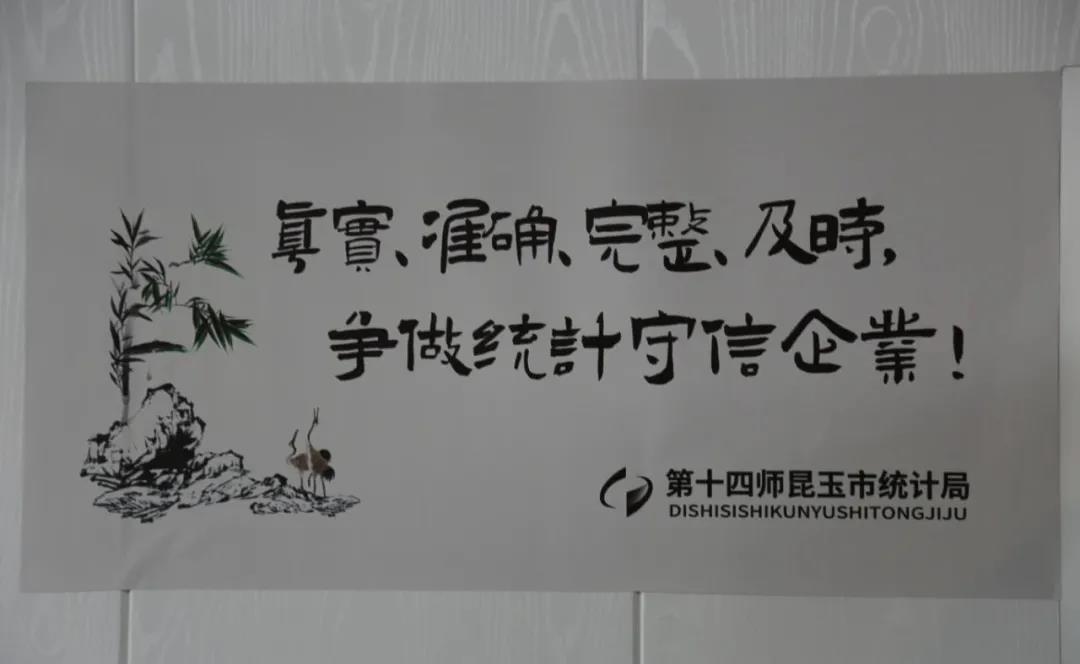 真實、准确、完整、及時,
争做統計守信企業!
第十四师昆玉市统计局
DISHISISHIKUNYUSHITONGJIJU